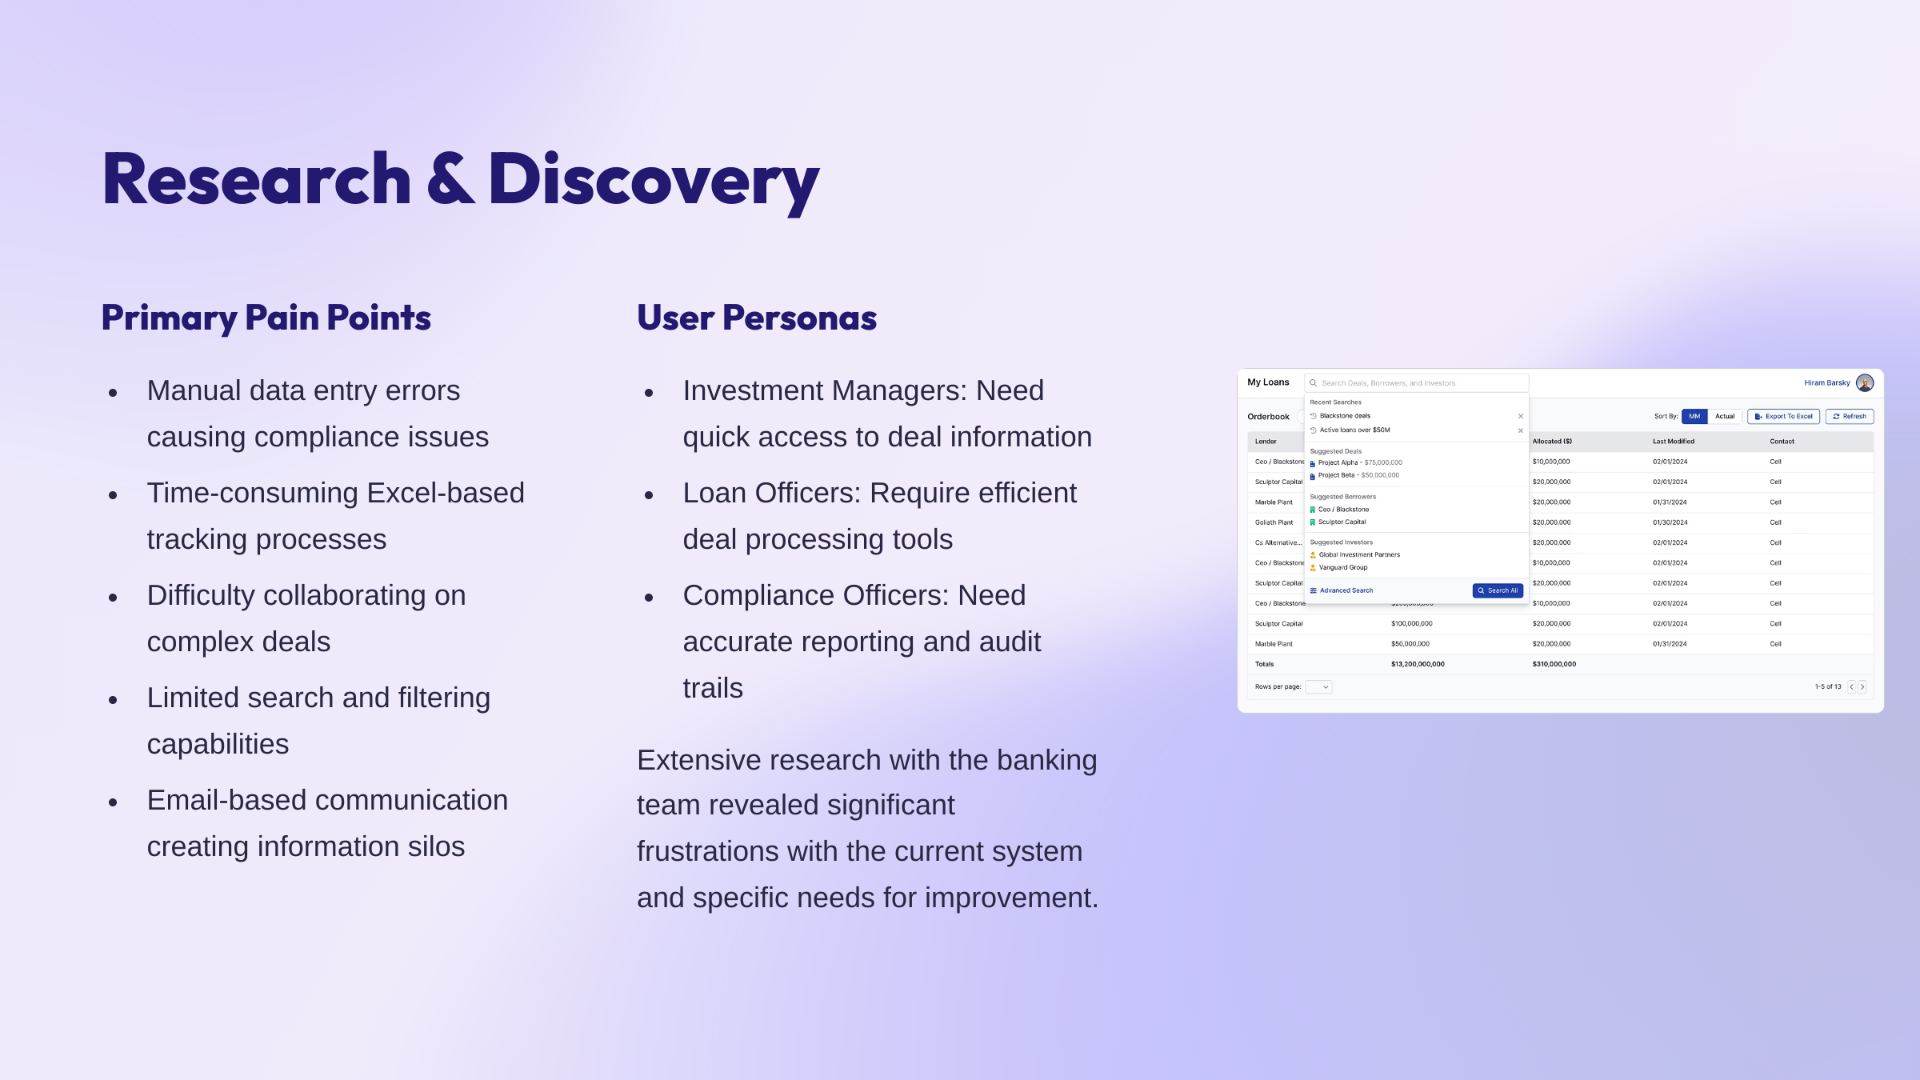 Research & Discovery
Primary Pain Points
• Manual data entry errors
causing compliance issues
• Time-consuming Excel-based
tracking processes
• Difficulty collaborating on
complex deals
• Limited search and filtering
capabilities
• Email-based communication
creating information silos
User Personas
• Investment Managers: Need
quick access to deal information
• Loan Officers: Require efficient
deal processing tools
• Compliance Officers: Need
accurate reporting and audit
trails
Extensive research with the banking
team revealed significant
frustrations with the current system
and specific needs for improvement.
My Loans
Search Deals, Borrowers, and Investors
Hiram Barsky
Orderbook
Sort By: MM Actual Export To Excel Refresh
Recent Searches
Blackstone deals
Active loans over $50M
Suggested Deals
Project Alpha - $75,000,000
Project Beta - $50,000,000
Suggested Borrowers
Ceo / Blackstone
Sculptor Capital
Suggested Investors
Global Investment Partners
Vanguard Group
Advanced Search
Search All
Lender Allocated ($) Last Modified Contact
Ceo / Blackstone $10,000,000 02/01/2024 Cell
Sculptor Capital $20,000,000 02/01/2024 Cell
Marble Plant $20,000,000 01/31/2024 Cell
Goliath Plant $20,000,000 01/30/2024 Cell
Cs Alternative... $20,000,000 02/01/2024 Cell
Ceo / Blackstone $10,000,000 02/01/2024 Cell
Sculptor Capital $20,000,000 02/01/2024 Cell
Ceo / Blackstone $10,000,000 02/01/2024 Cell
Sculptor Capital $100,000,000 $20,000,000 02/01/2024 Cell
Marble Plant $50,000,000 $20,000,000 01/31/2024 Cell
Totals $13,200,000,000 $310,000,000
Rows per page:
1-5 of 13